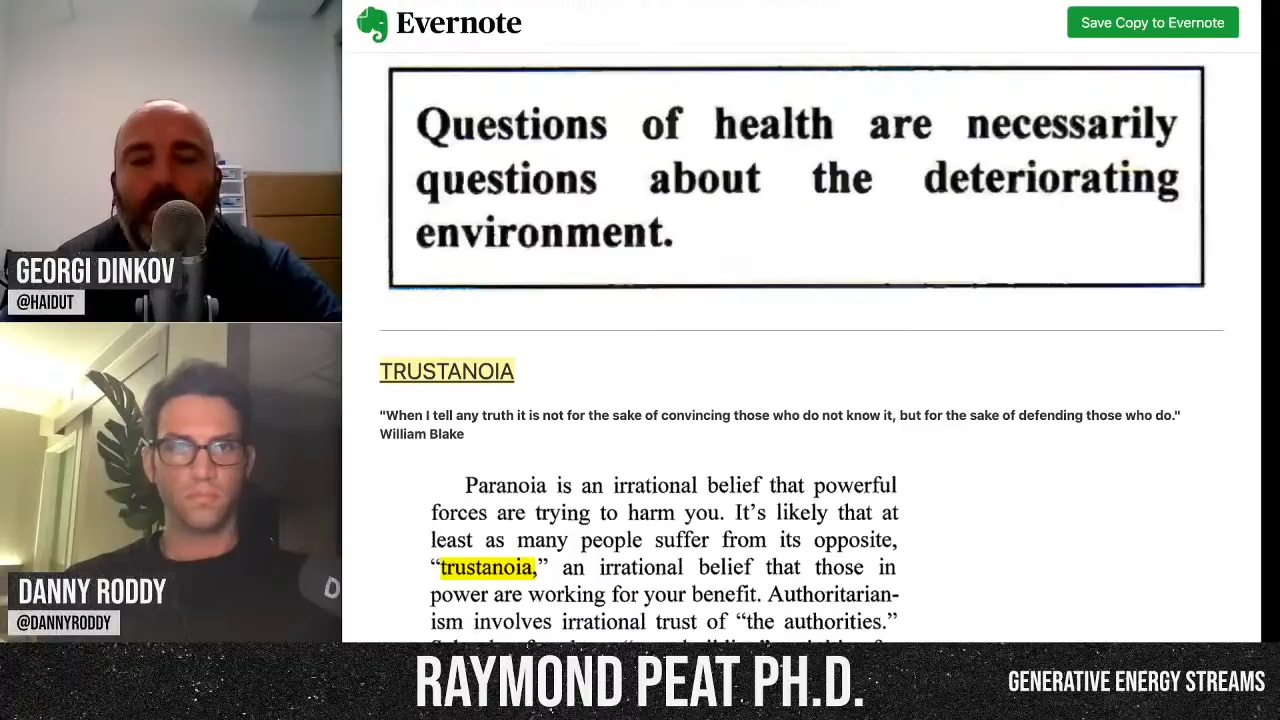 Evernote
Save Copy to Evernote
Questions of health are necessarily
questions about the deteriorating
environment.
TRUSTANOIA
"When I tell any truth it is not for the sake of convincing those who do not know it, but for the sake of defending those who do."
William Blake
Paranoia is an irrational belief that powerful
forces are trying to harm you. It's likely that at
least as many people suffer from its opposite,
"trustanoia," an irrational belief that those in
power are working for your benefit. Authoritarian-
ism involves irrational trust of "the authorities."
GEORGI DINKOV
@HAIDUT
DANNY RODDY
@DANNYRODDY
D
RAYMOND PEAT PH.D.
GENERATIVE ENERGY STREAMS